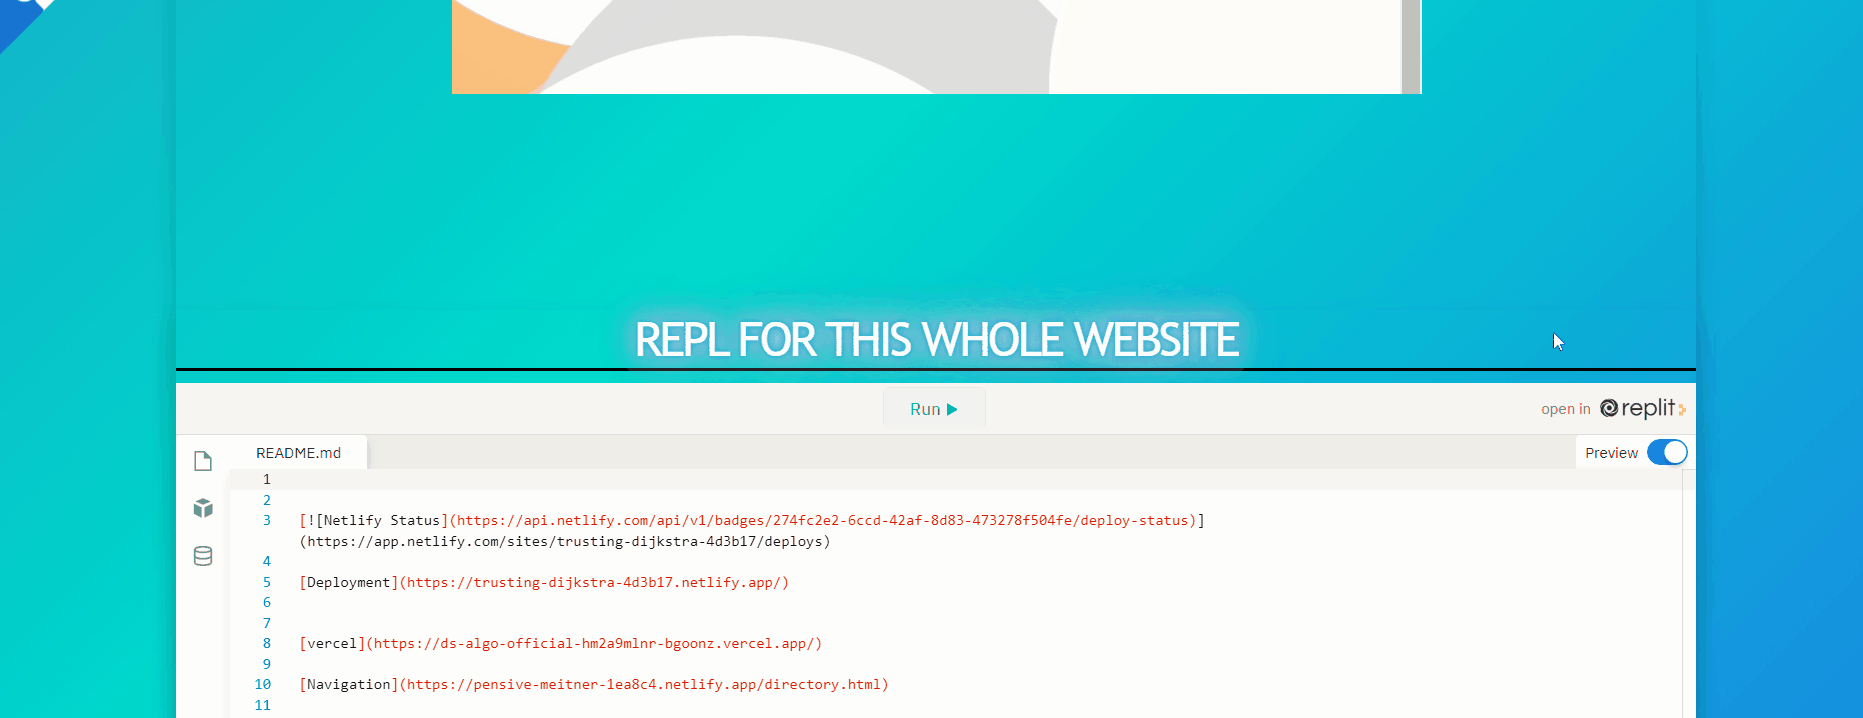 REPL FOR THIS WHOLE WEBSITE
Run
open in replit
README.md
Preview
1
2
3 [![Netlify Status](https://api.netlify.com/api/v1/badges/274fc2e2-6ccd-42af-8d83-473278f504fe/deploy-status)]
(https://app.netlify.com/sites/trusting-dijkstra-4d3b17/deploys)
4
5 [Deployment](https://trusting-dijkstra-4d3b17.netlify.app/)
6
7
8 [vercel](https://ds-algo-official-hm2a9mlnr-bgoonz.vercel.app/)
9
10 [Navigation](https://pensive-meitner-1ea8c4.netlify.app/directory.html)
11